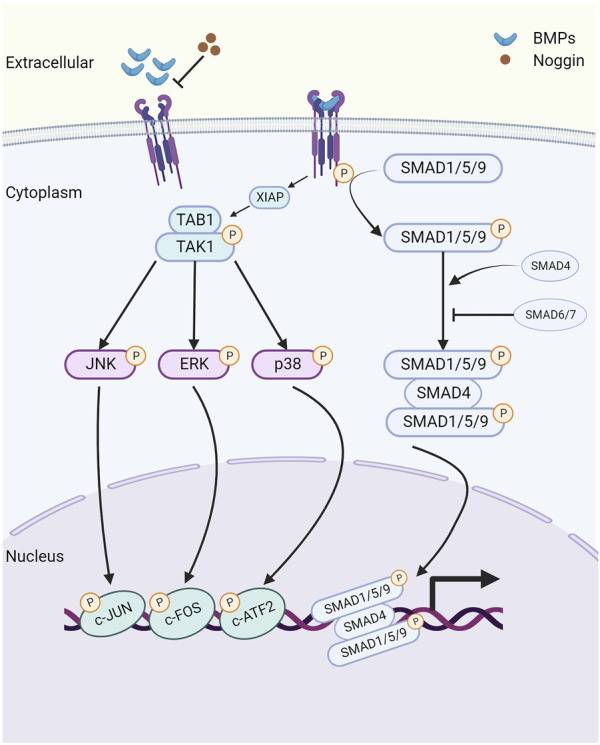 BMPs
Noggin
Extracellular
P
SMAD1/5/9
Cytoplasm
XIAP
TAB1
TAK1
P
SMAD1/5/9
P
SMAD4
SMAD6/7
JNK
P
ERK
P
p38
P
SMAD1/5/9
P
SMAD4
SMAD1/5/9
P
Nucleus
P
c-JUN
P
c-FOS
P
c-ATF2
SMAD1/5/9
P
SMAD4
SMAD1/5/9
P